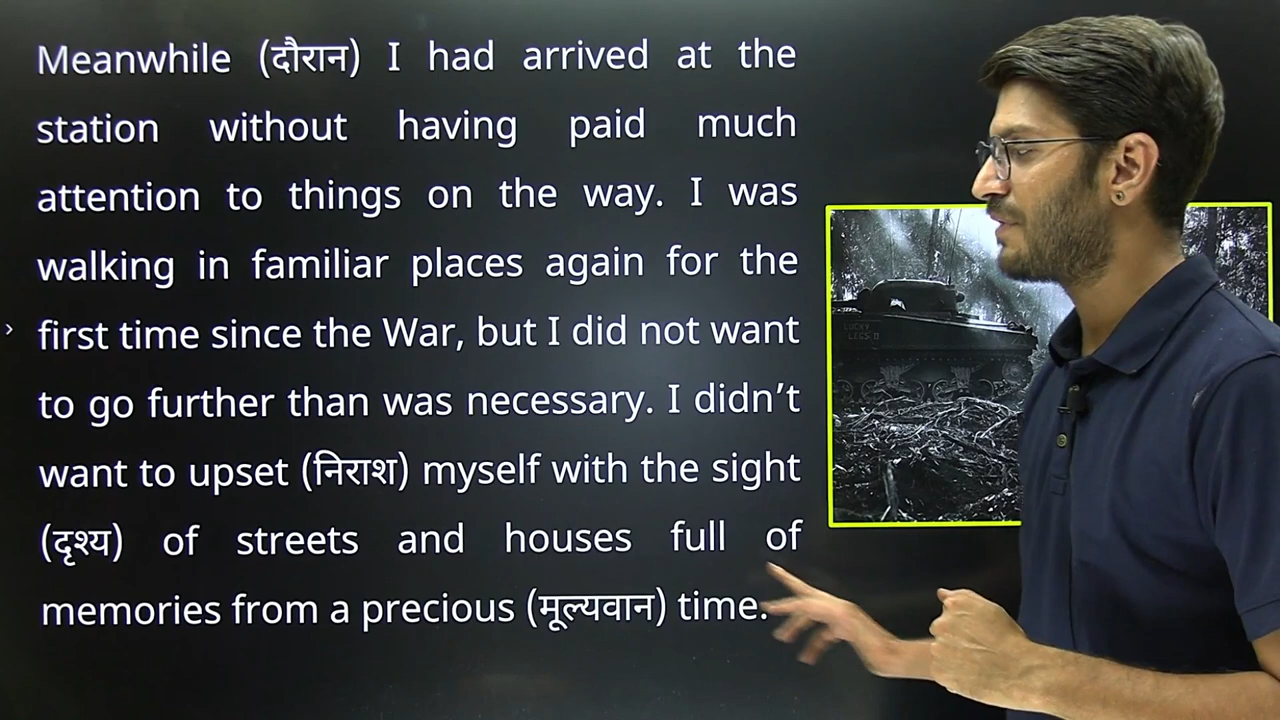 Meanwhile (दौरान) I had arrived at the
station without having paid much
attention to things on the way. I was
walking in familiar places again for the
first time since the War, but I did not want
to go further than was necessary. I didn’t
want to upset (निराश) myself with the sight
(दृश्य) of streets and houses full of
memories from a precious (मूल्यवान) time.
LUCKY
LEGS II